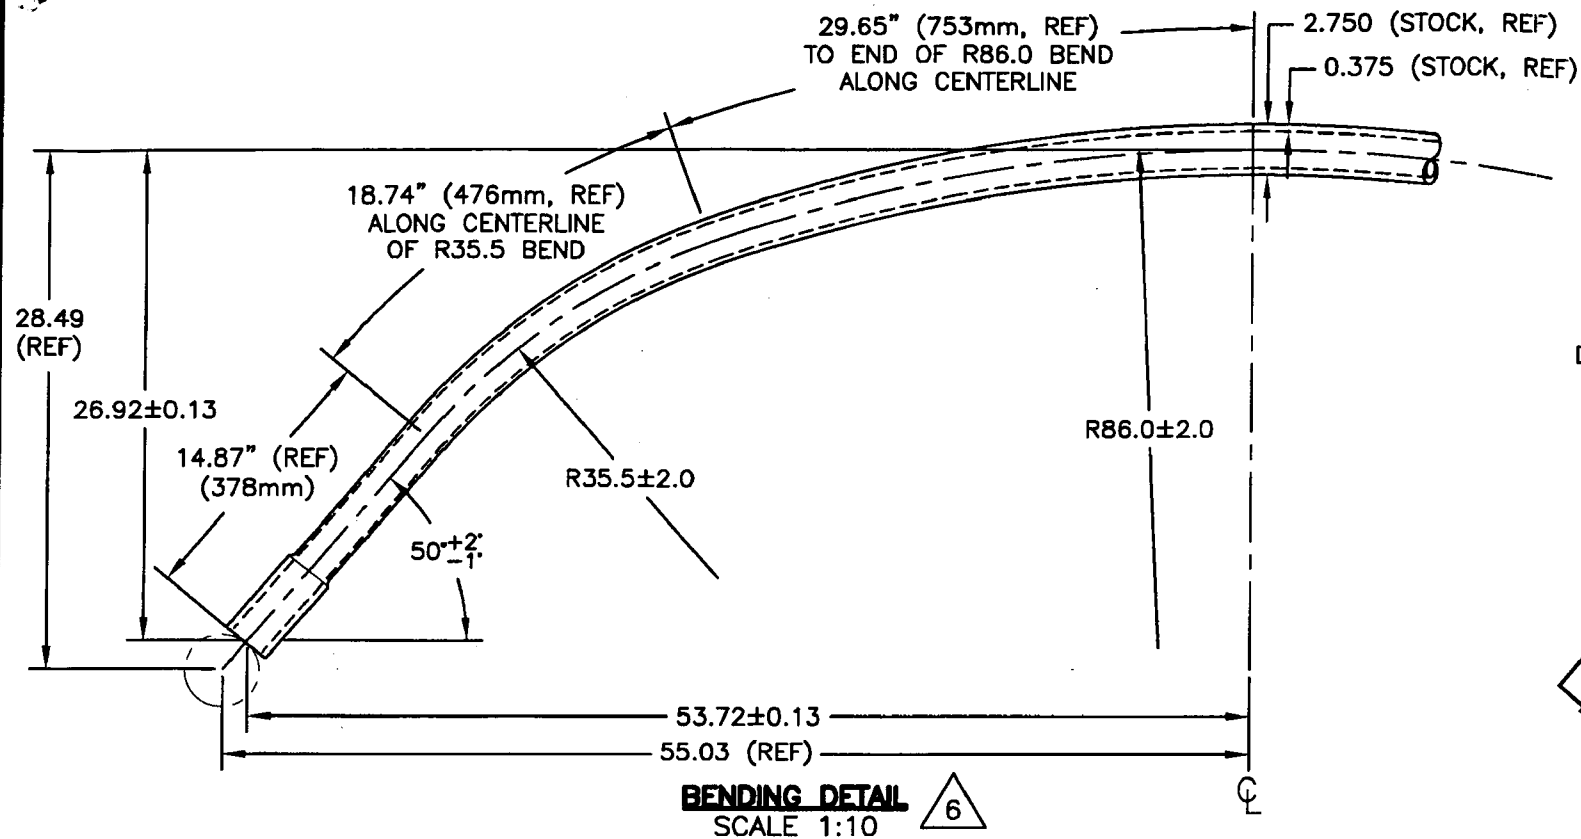 29.65" (753mm, REF)
TO END OF R86.0 BEND
ALONG CENTERLINE
2.750 (STOCK, REF)
0.375 (STOCK, REF)
18.74" (476mm, REF)
ALONG CENTERLINE
OF R35.5 BEND
28.49
(REF)
26.92±0.13
14.87" (REF)
(378mm)
R35.5±2.0
R86.0±2.0
50°+2°
-1°
53.72±0.13
55.03 (REF)
BENDING DETAIL
6
SCALE 1:10
℄